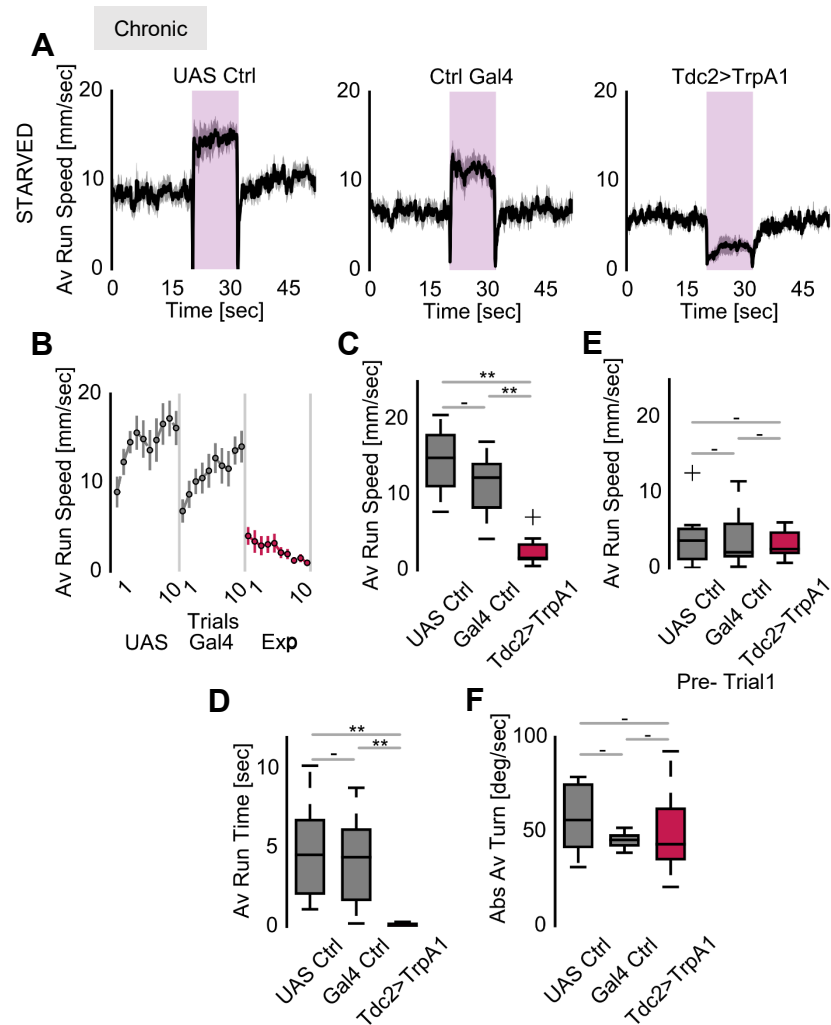 Chronic
A
UAS Ctrl
Ctrl Gal4
Tdc2>TrpA1
STARVED
Av Run Speed [mm/sec]
20
10
0
20
10
0
20
10
0
0 15 30 45
0 15 30 45
0 15 30 45
Time [sec]
Time [sec]
Time [sec]
B
Av Run Speed [mm/sec]
20
10
0
1 10 1 10 1 10
Trials
UAS Gal4 Exp
C
Av Run Speed [mm/sec]
20
10
0
**
**
-
UAS Ctrl
Gal4 Ctrl
Tdc2>TrpA1
E
Av Run Speed [mm/sec]
20
10
0
-
-
-
UAS Ctrl
Gal4 Ctrl
Tdc2>TrpA1
Pre- Trial1
D
Av Run Time [sec]
10
5
0
**
**
-
UAS Ctrl
Gal4 Ctrl
Tdc2>TrpA1
F
Abs Av Turn [deg/sec]
100
50
0
-
-
-
UAS Ctrl
Gal4 Ctrl
Tdc2>TrpA1